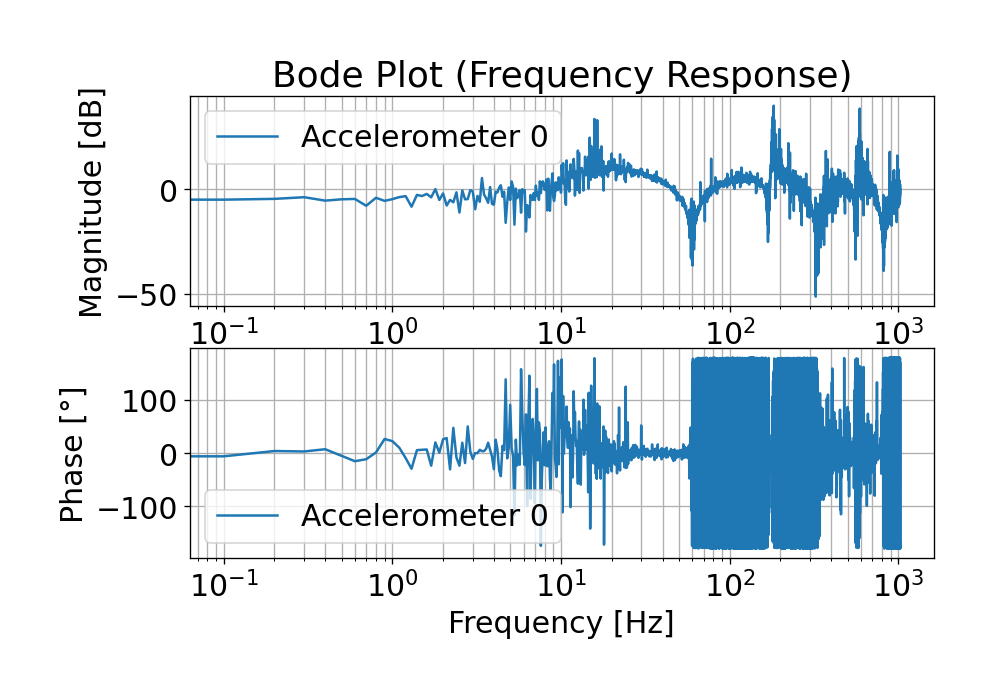 Bode Plot (Frequency Response)
Magnitude [dB]
Accelerometer 0
0
−50
10⁻¹ 10⁰ 10¹ 10² 10³
Phase [°]
100
0
−100
Accelerometer 0
10⁻¹ 10⁰ 10¹ 10² 10³
Frequency [Hz]